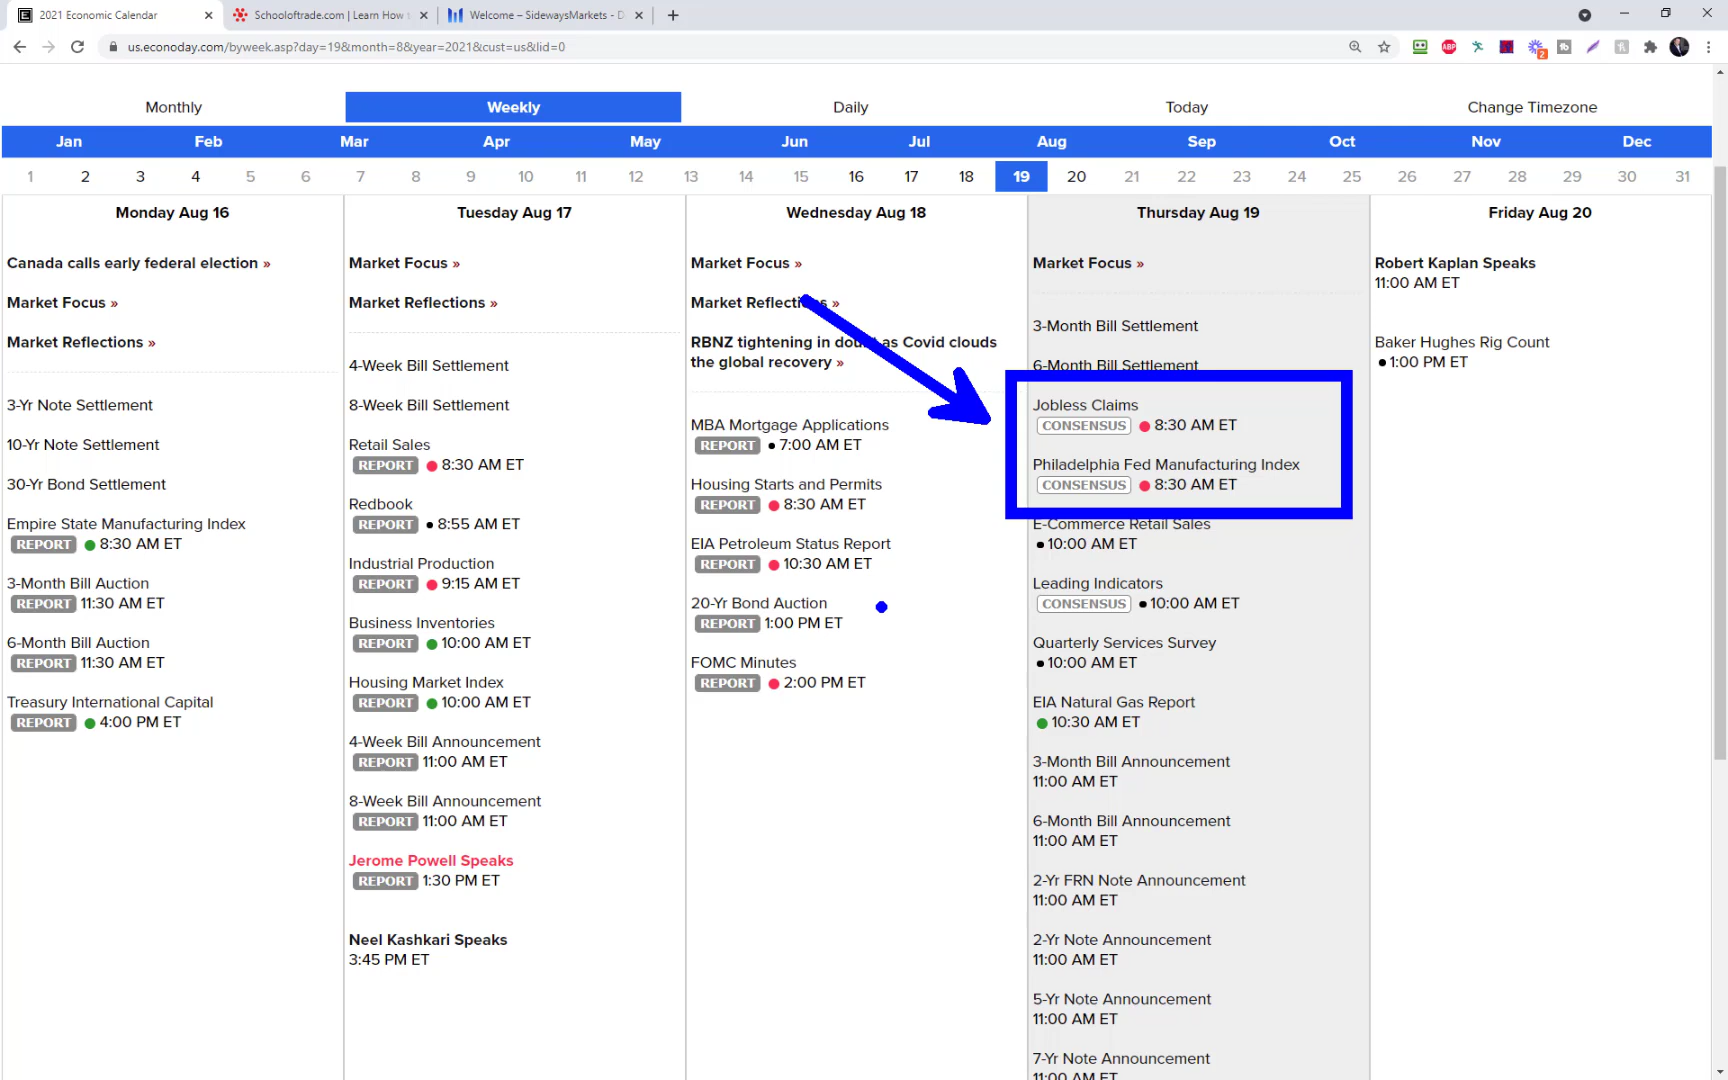 2021 Economic Calendar
Schooloftrade.com | Learn How
Welcome – SidewaysMarkets - D
us.econoday.com/byweek.asp?day=19&month=8&year=2021&cust=us&lid=0
ABP
2
Monthly
Weekly
Daily
Today
Change Timezone
Jan Feb Mar Apr May Jun Jul Aug Sep Oct Nov Dec
1 2 3 4 5 6 7 8 9 10 11 12 13 14 15 16 17 18 19 20 21 22 23 24 25 26 27 28 29 30 31
Monday Aug 16
Canada calls early federal election »
Market Focus »
Market Reflections »
3-Yr Note Settlement
10-Yr Note Settlement
30-Yr Bond Settlement
Empire State Manufacturing Index
REPORT 8:30 AM ET
3-Month Bill Auction
REPORT 11:30 AM ET
6-Month Bill Auction
REPORT 11:30 AM ET
Treasury International Capital
REPORT 4:00 PM ET
Tuesday Aug 17
Market Focus »
Market Reflections »
4-Week Bill Settlement
8-Week Bill Settlement
Retail Sales
REPORT 8:30 AM ET
Redbook
REPORT 8:55 AM ET
Industrial Production
REPORT 9:15 AM ET
Business Inventories
REPORT 10:00 AM ET
Housing Market Index
REPORT 10:00 AM ET
4-Week Bill Announcement
REPORT 11:00 AM ET
8-Week Bill Announcement
REPORT 11:00 AM ET
Jerome Powell Speaks
REPORT 1:30 PM ET
Neel Kashkari Speaks
3:45 PM ET
Wednesday Aug 18
Market Focus »
Market Reflections »
RBNZ tightening in doubt as Covid clouds
the global recovery »
MBA Mortgage Applications
REPORT 7:00 AM ET
Housing Starts and Permits
REPORT 8:30 AM ET
EIA Petroleum Status Report
REPORT 10:30 AM ET
20-Yr Bond Auction
REPORT 1:00 PM ET
FOMC Minutes
REPORT 2:00 PM ET
Thursday Aug 19
Market Focus »
3-Month Bill Settlement
6-Month Bill Settlement
Jobless Claims
CONSENSUS 8:30 AM ET
Philadelphia Fed Manufacturing Index
CONSENSUS 8:30 AM ET
E-Commerce Retail Sales
10:00 AM ET
Leading Indicators
CONSENSUS 10:00 AM ET
Quarterly Services Survey
10:00 AM ET
EIA Natural Gas Report
10:30 AM ET
3-Month Bill Announcement
11:00 AM ET
6-Month Bill Announcement
11:00 AM ET
2-Yr FRN Note Announcement
11:00 AM ET
2-Yr Note Announcement
11:00 AM ET
5-Yr Note Announcement
11:00 AM ET
7-Yr Note Announcement
11:00 AM ET
Friday Aug 20
Robert Kaplan Speaks
11:00 AM ET
Baker Hughes Rig Count
1:00 PM ET